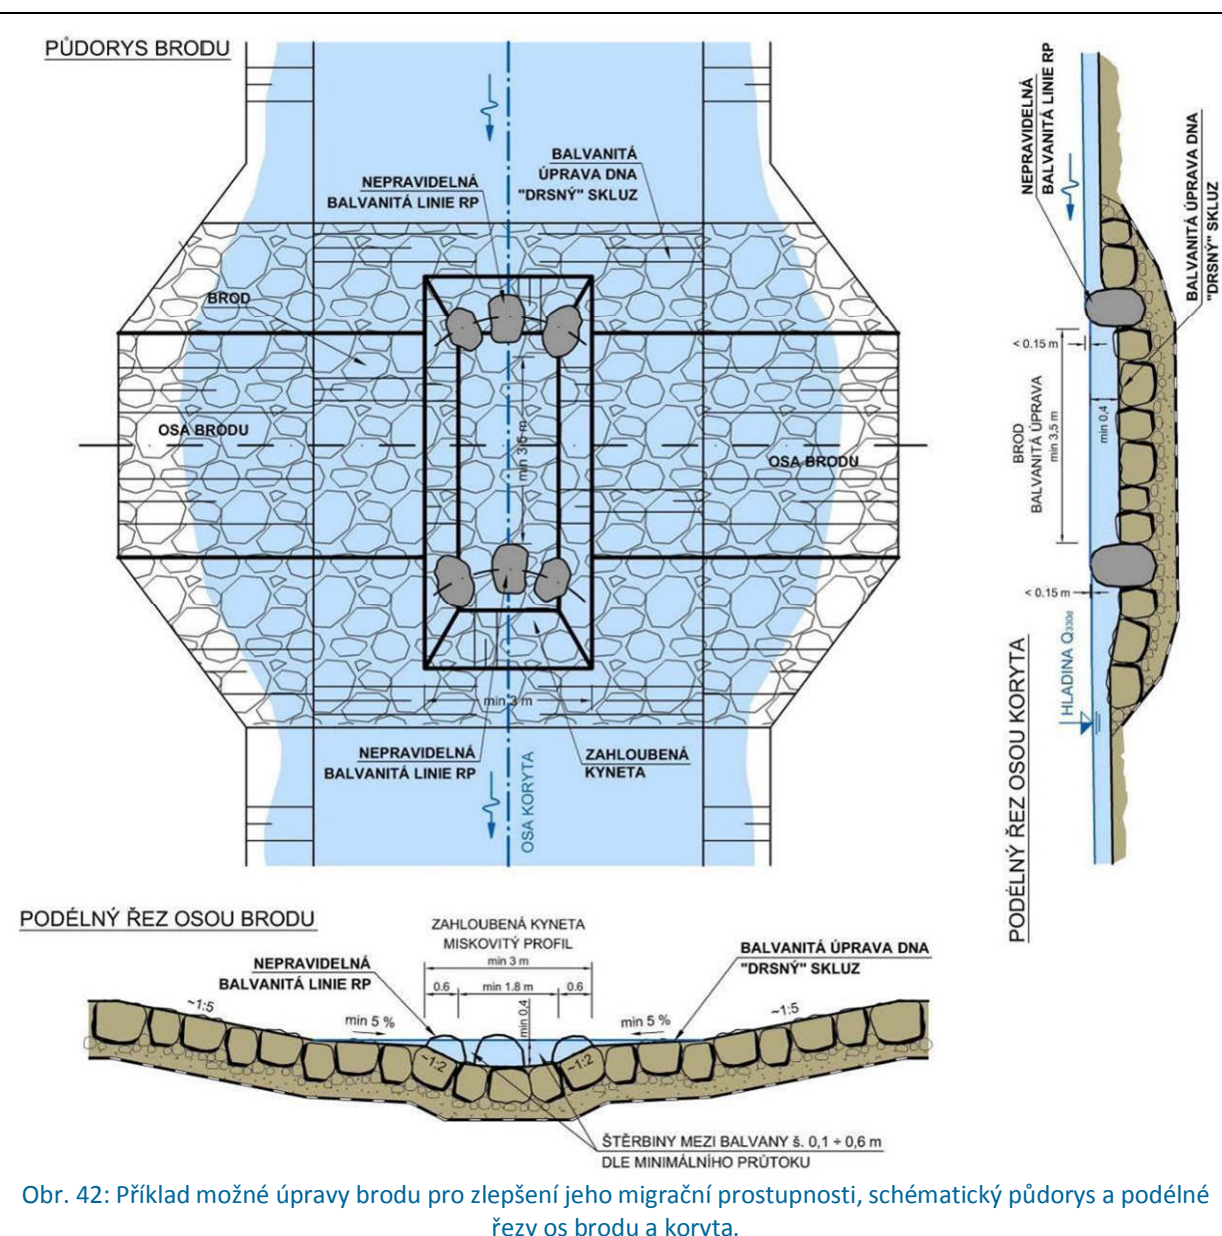 PŮDORYS BRODU
BALVANITÁ
ÚPRAVA DNA
"DRSNÝ" SKLUZ
NEPRAVIDELNÁ
BALVANITÁ LINIE RP
BROD
OSA BRODU
OSA BRODU
min 3,5 m
min 3 m
NEPRAVIDELNÁ
BALVANITÁ LINIE RP
ZAHLOUBENÁ
KYNETA
OSA KORYTA
NEPRAVIDELNÁ
BALVANITÁ LINIE RP
BALVANITÁ ÚPRAVA DNA
"DRSNÝ" SKLUZ
< 0.15 m
BROD
BALVANITÁ ÚPRAVA
min 3,5 m
min 0,4
< 0.15 m
HLADINA Q330d
PODÉLNÝ ŘEZ OSOU KORYTA
PODÉLNÝ ŘEZ OSOU BRODU
ZAHLOUBENÁ KYNETA
MISKOVITÝ PROFIL
min 3 m
NEPRAVIDELNÁ
BALVANITÁ LINIE RP
BALVANITÁ ÚPRAVA DNA
"DRSNÝ" SKLUZ
0.6 min 1.8 m 0.6
min 0,4
~1:5
min 5 %
min 5 %
~1:5
~1:2
~1:2
ŠTĚRBINY MEZI BALVANY š. 0,1 ÷ 0,6 m
DLE MINIMÁLNÍHO PRŮTOKU
Obr. 42: Příklad možné úpravy brodu pro zlepšení jeho migrační prostupnosti, schématický půdorys a podélné
řezy os brodu a koryta.